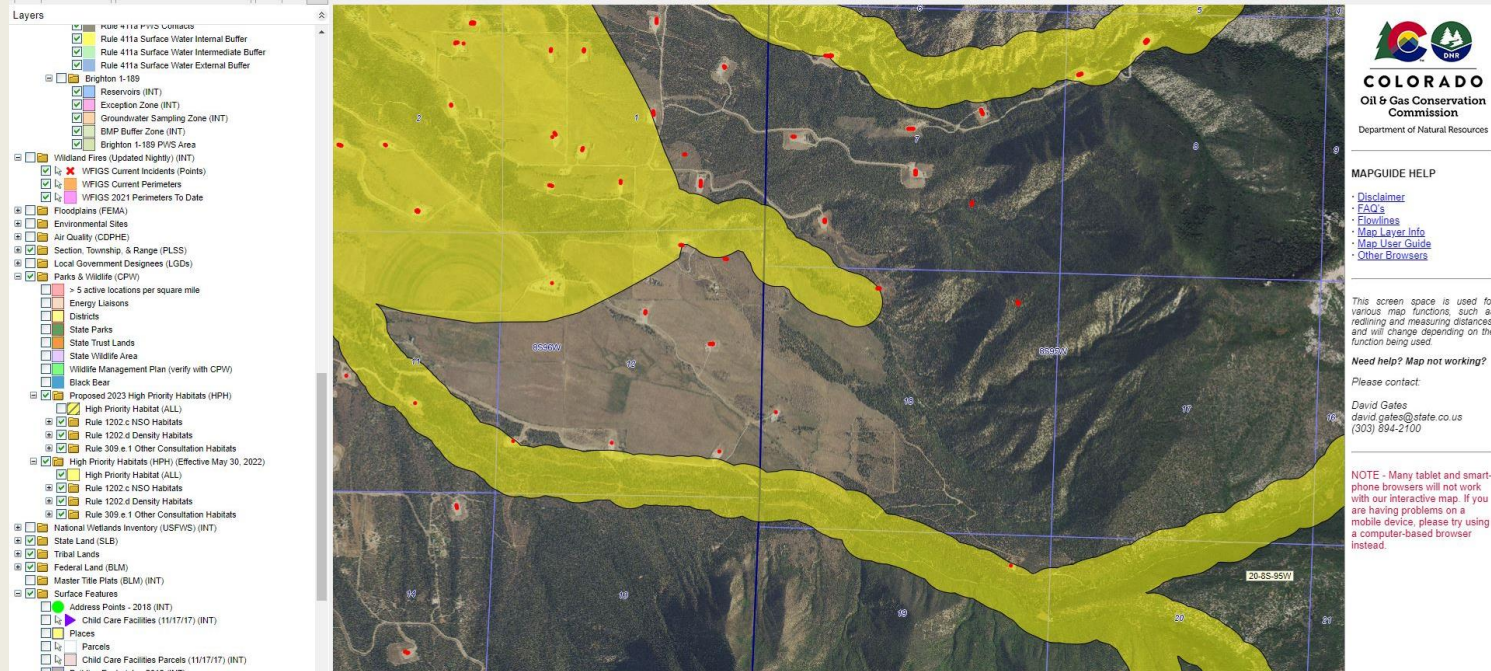 Layers
Rule 411a PWS Contacts
Rule 411a Surface Water Internal Buffer
Rule 411a Surface Water Intermediate Buffer
Rule 411a Surface Water External Buffer
Brighton 1-189
Reservoirs (INT)
Exception Zone (INT)
Groundwater Sampling Zone (INT)
BMP Buffer Zone (INT)
Brighton 1-189 PWS Area
Wildland Fires (Updated Nightly) (INT)
WFIGS Current Incidents (Points)
WFIGS Current Perimeters
WFIGS 2021 Perimeters To Date
Floodplains (FEMA)
Environmental Sites
Air Quality (CDPHE)
Section, Township, & Range (PLSS)
Local Government Designees (LGDs)
Parks & Wildlife (CPW)
> 5 active locations per square mile
Energy Liaisons
Districts
State Parks
State Trust Lands
State Wildlife Area
Wildlife Management Plan (verify with CPW)
Black Bear
Proposed 2023 High Priority Habitats (HPH)
High Priority Habitat (ALL)
Rule 1202.c NSO Habitats
Rule 1202.d Density Habitats
Rule 309.e.1 Other Consultation Habitats
High Priority Habitats (HPH) (Effective May 30, 2022)
High Priority Habitat (ALL)
Rule 1202.c NSO Habitats
Rule 1202.d Density Habitats
Rule 309.e.1 Other Consultation Habitats
National Wetlands Inventory (USFWS) (INT)
State Land (SLB)
Tribal Lands
Federal Land (BLM)
Master Title Plats (BLM) (INT)
Surface Features
Address Points - 2018 (INT)
Child Care Facilities (11/17/17) (INT)
Places
Parcels
Child Care Facilities Parcels (11/17/17) (INT)
6
5
2
1
7
8
9
8S96W
8S95W
11
12
18
17
16
14
13
19
20
21
20-8S-95W
DNR
COLORADO
Oil & Gas Conservation
Commission
Department of Natural Resources
MAPGUIDE HELP
· Disclaimer
· FAQ's
· Flowlines
· Map Layer Info
· Map User Guide
· Other Browsers
This screen space is used for
various map functions, such as
redlining and measuring distances,
and will change depending on the
function being used.
Need help? Map not working?
Please contact:
David Gates
david.gates@state.co.us
(303) 894-2100
NOTE - Many tablet and smart-
phone browsers will not work
with our interactive map. If you
are having problems on a
mobile device, please try using
a computer-based browser
instead.